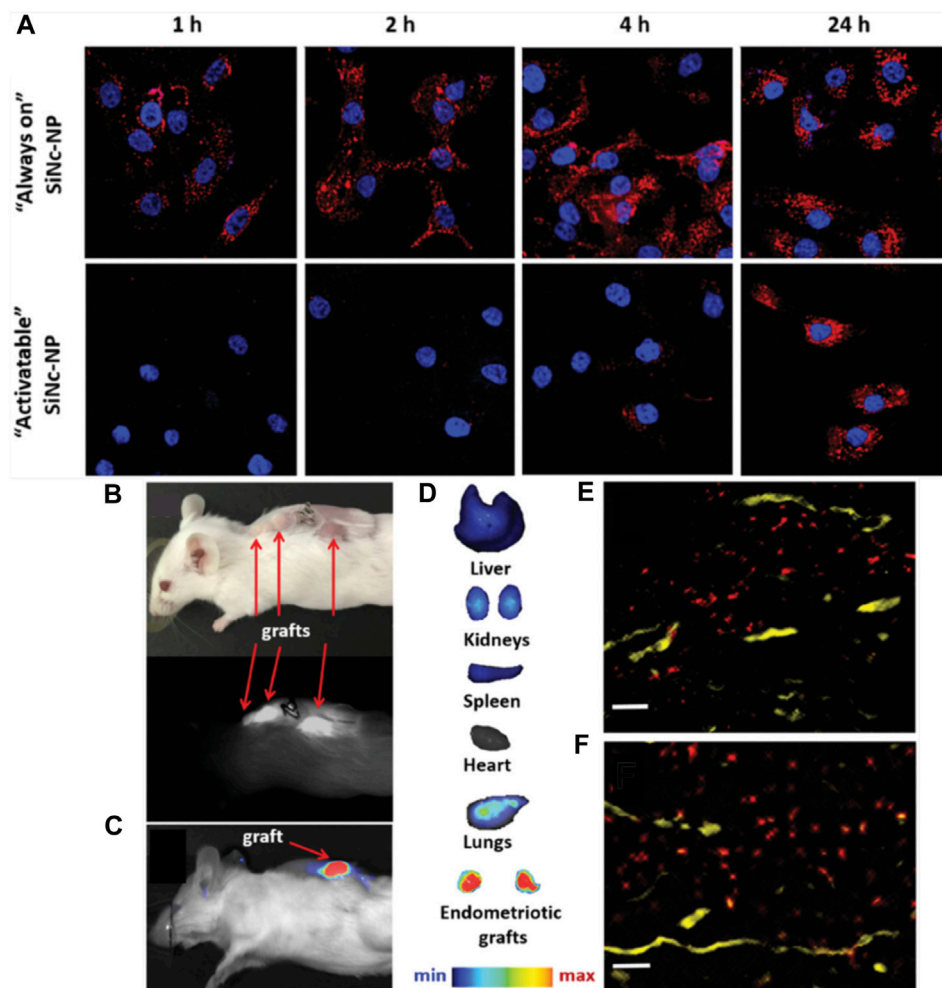 A
1 h
2 h
4 h
24 h
“Always on”
SiNc-NP
“Activatable”
SiNc-NP
B
grafts
C
graft
D
Liver
Kidneys
Spleen
Heart
Lungs
Endometriotic
grafts
min
max
E
F
F